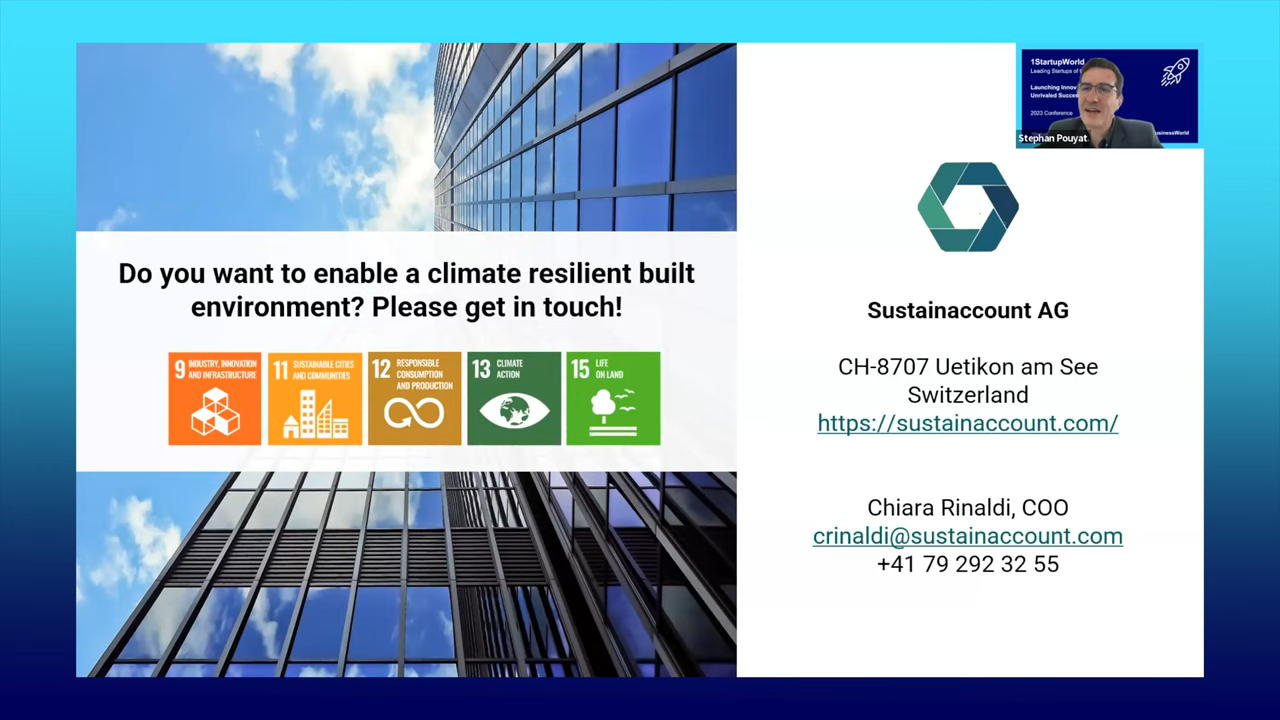 Do you want to enable a climate resilient built
environment? Please get in touch!
9 INDUSTRY, INNOVATION
AND INFRASTRUCTURE
11 SUSTAINABLE CITIES
AND COMMUNITIES
12 RESPONSIBLE
CONSUMPTION
AND PRODUCTION
13 CLIMATE
ACTION
15 LIFE
ON LAND
1StartupWorld
Leading Startups of
Launching
Unrivaled
2023 Conference
Stephan Pouyat
Sustainaccount AG
CH-8707 Uetikon am See
Switzerland
https://sustainaccount.com/
Chiara Rinaldi, COO
crinaldi@sustainaccount.com
+41 79 292 32 55